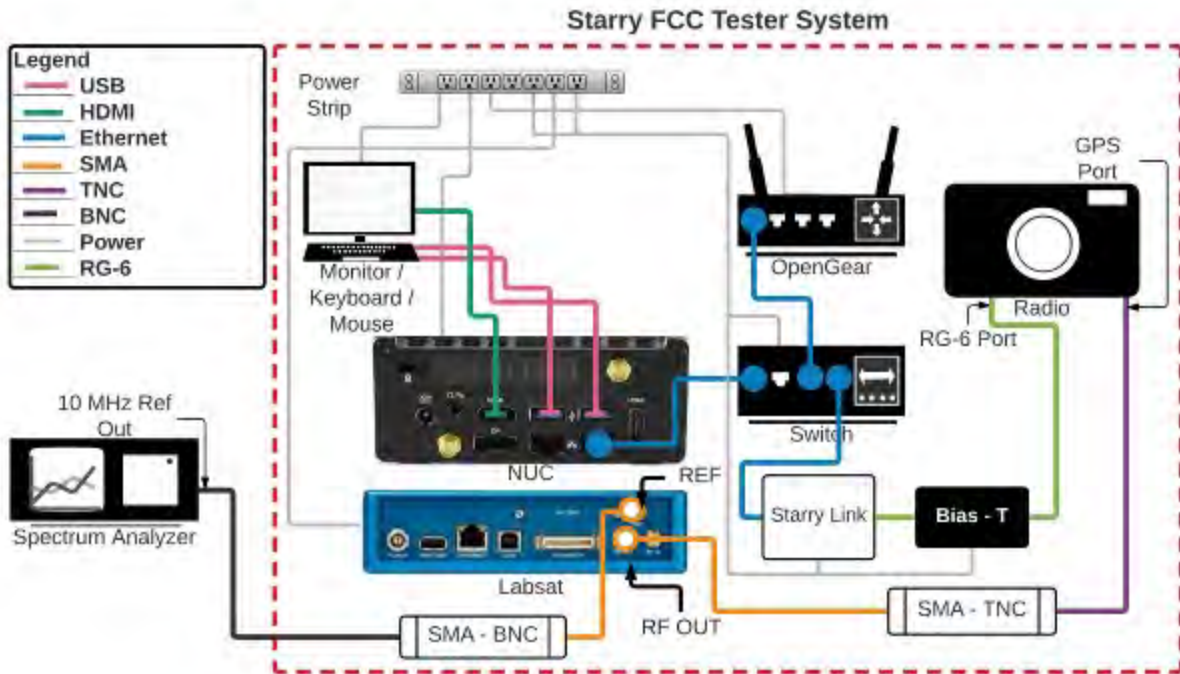 Starry FCC Tester System
Legend
USB
HDMI
Ethernet
SMA
TNC
BNC
Power
RG-6
Power
Strip
GPS
Port
OpenGear
Monitor /
Keyboard /
Mouse
Radio
RG-6 Port
10 MHz Ref
Out
Switch
NUC
REF
Spectrum Analyzer
Starry Link
Bias - T
Labsat
SMA - BNC
RF OUT
SMA - TNC